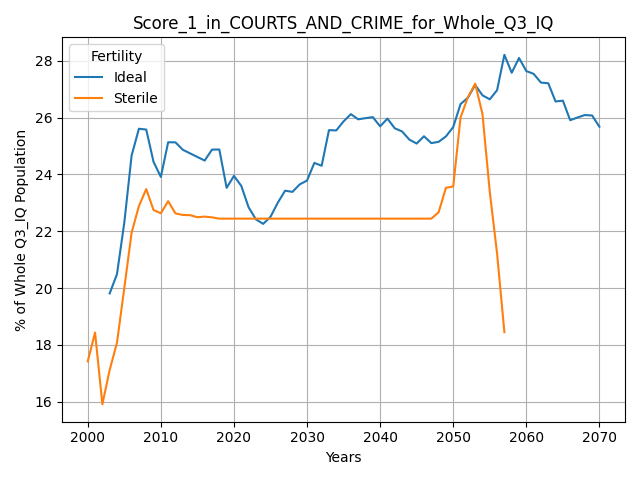 Score_1_in_COURTS_AND_CRIME_for_Whole_Q3_IQ
Fertility
Ideal
Sterile
% of Whole Q3_IQ Population
28
26
24
22
20
18
16
2000 2010 2020 2030 2040 2050 2060 2070
Years